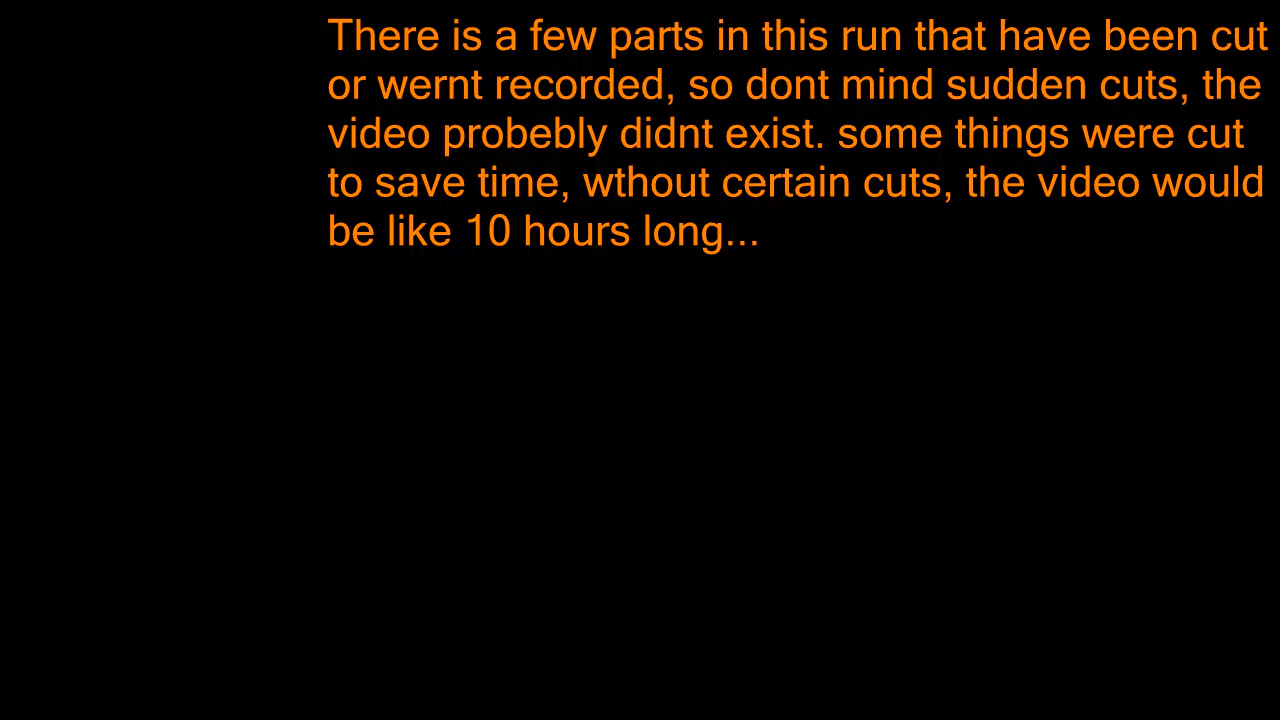 There is a few parts in this run that have been cut
or wernt recorded, so dont mind sudden cuts, the
video probebly didnt exist. some things were cut
to save time, wthout certain cuts, the video would
be like 10 hours long...